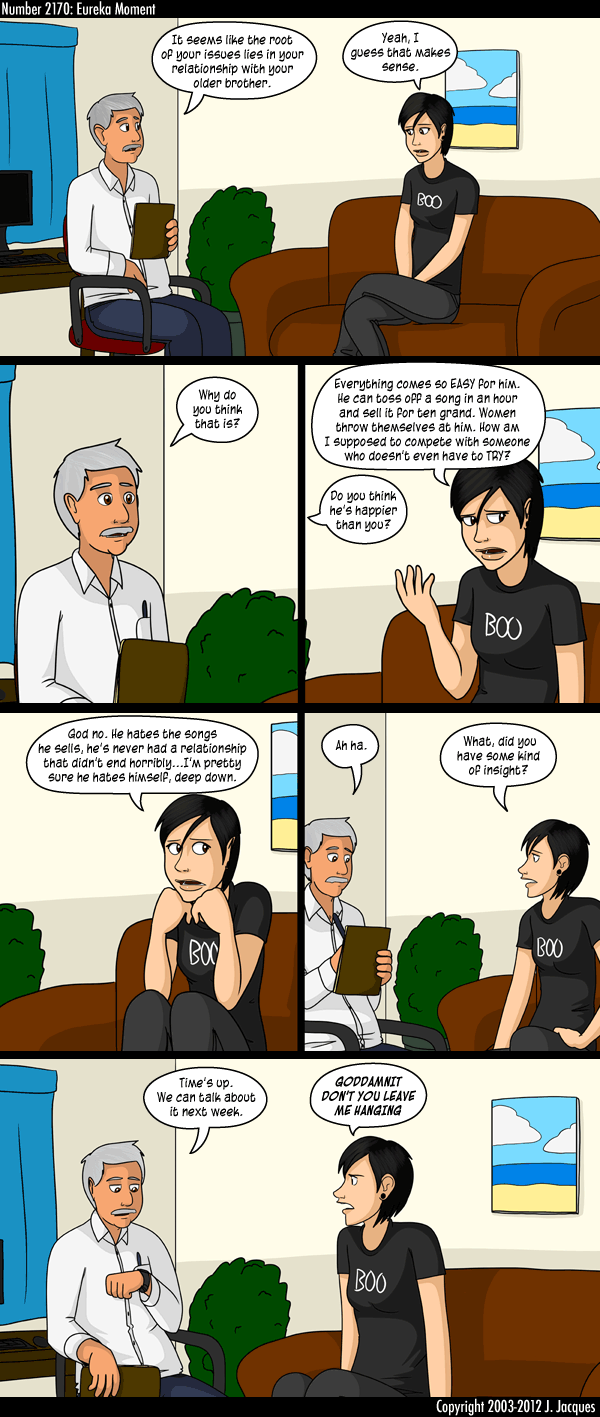 Number 2170: Eureka Moment
It seems like the root
of your issues lies in your
relationship with your
older brother.
Yeah, I
guess that makes
sense.
BOO
Why do
you think
that is?
Everything comes so EASY for him.
He can toss off a song in an hour
and sell it for ten grand. Women
throw themselves at him. How am
I supposed to compete with someone
who doesn't even have to TRY?
Do you think
he's happier
than you?
BOO
God no. He hates the songs
he sells, he's never had a relationship
that didn't end horribly...I'm pretty
sure he hates himself, deep down.
BOO
Ah ha.
What, did you
have some kind
of insight?
BOO
Time's up.
We can talk about
it next week.
GODDAMNIT
DON'T YOU LEAVE
ME HANGING
BOO
Copyright 2003-2012 J. Jacques